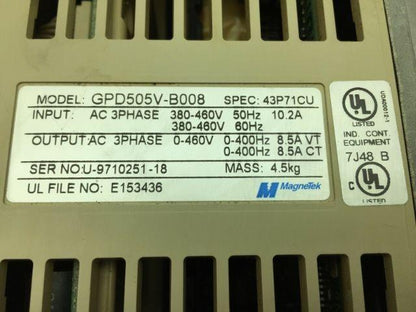 MODEL: GPD505V-B008 SPEC: 43P71CU
INPUT: AC 3PHASE 380-460V 50Hz 10.2A
380-460V 60Hz
OUTPUT: AC 3PHASE 0-460V 0-400Hz 8.5A VT
0-400Hz 8.5A CT
SER NO:U-9710251-18 MASS: 4.5kg
UL FILE NO: E153436
MagneTek
UL
LISTED
IND. CONT.
EQUIPMENT
7J48 B
C UL
LISTED